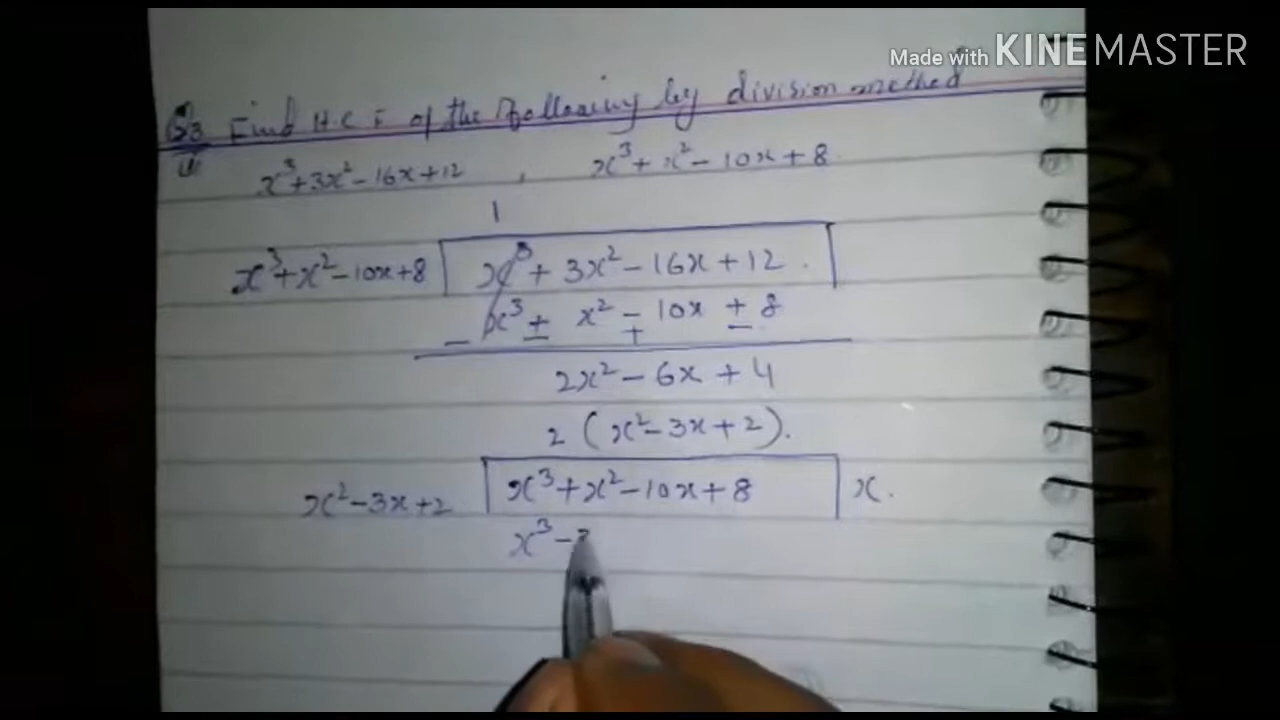 Made with KINEMASTER
Q3 Find H.C.F of the following by division method
(i) x³+3x²-16x+12 , x³+x²-10x+8
1
x³+x²-10x+8 x³+3x²-16x+12
x³+x²-10x+8
- - + -
2x²-6x+4
2(x²-3x+2).
x²-3x+2 x³+x²-10x+8 x.
x³-